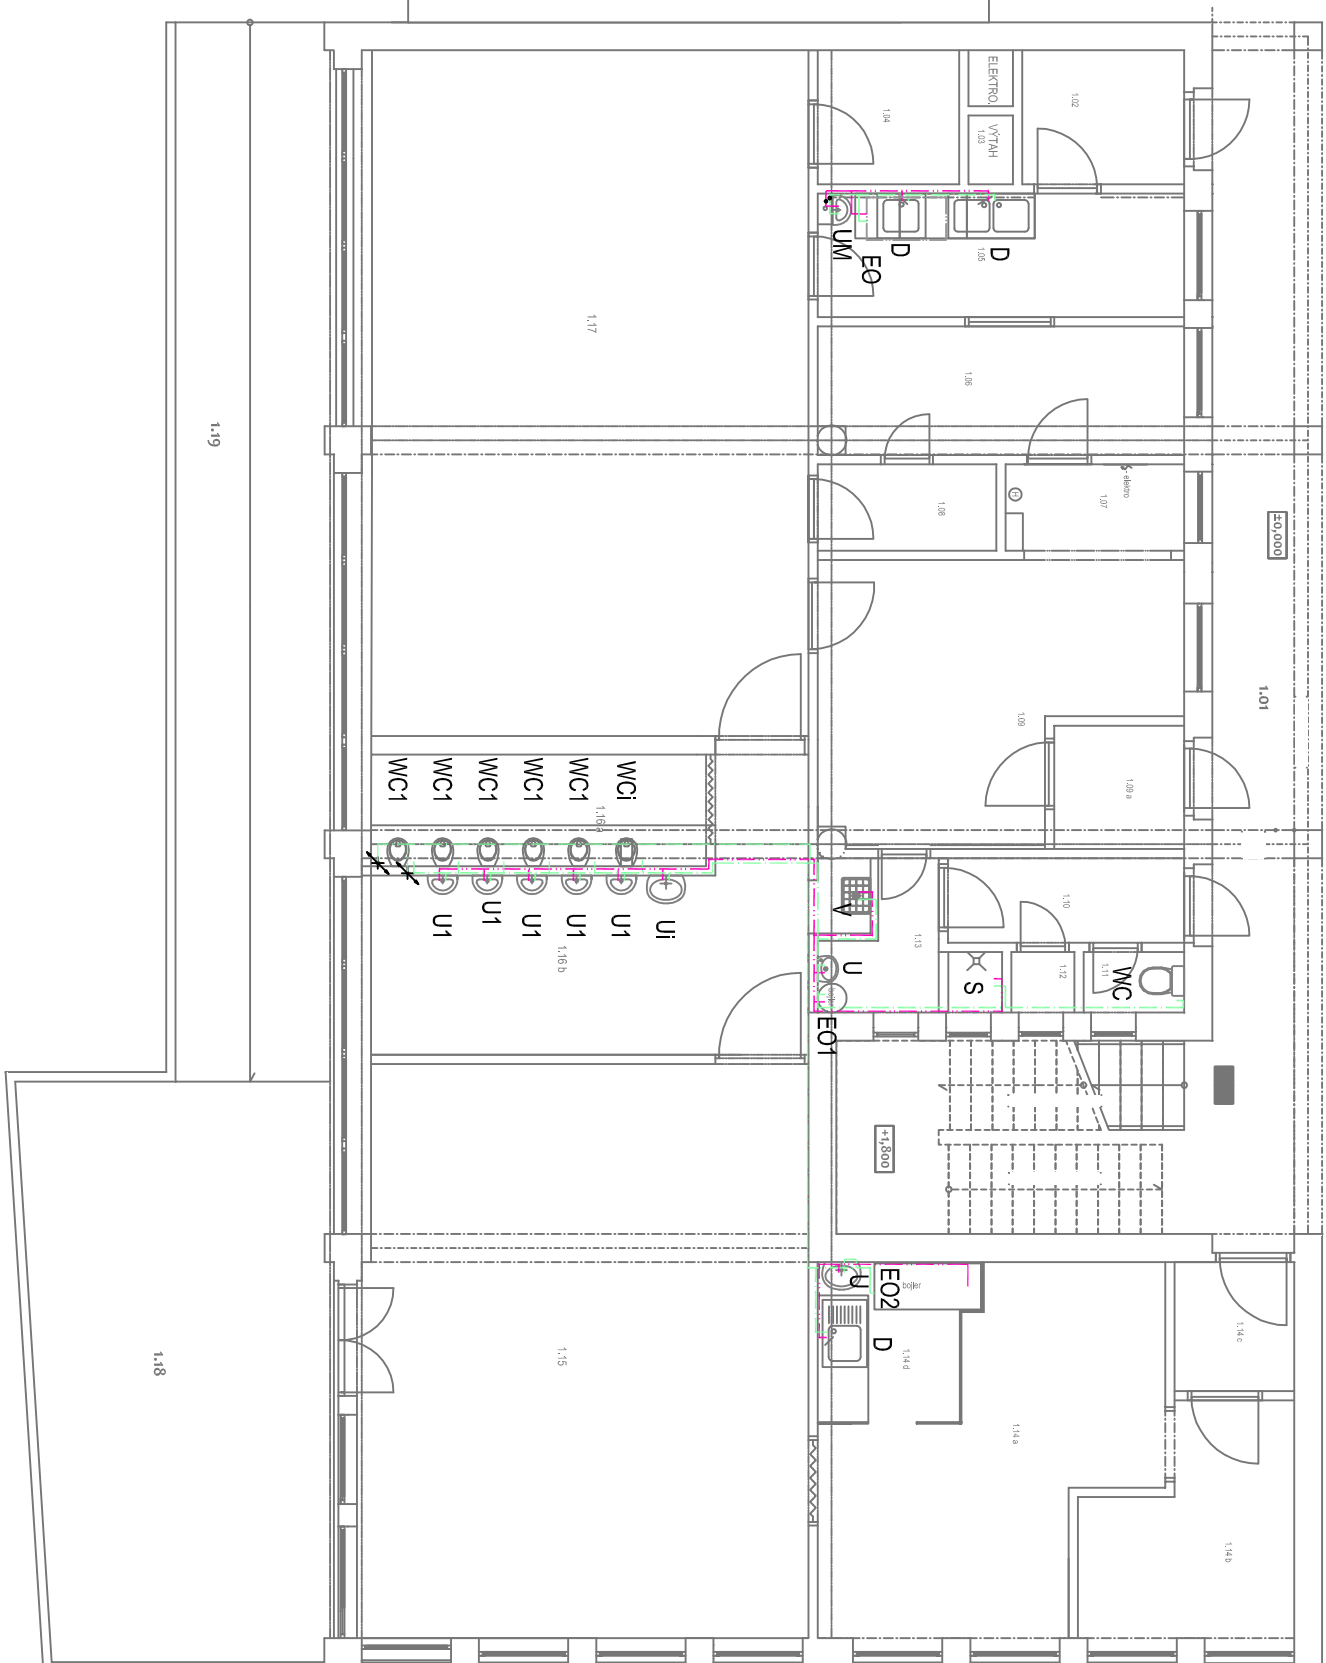 ELEKTRO.
1.02
1.04
VÝTAH
1.03
UM
EO
D
D
1.05
1.17
1.06
1.19
1.08
1.07
elektro
H
±0,000
1.01
1.09
1.09 a
WC1
WC1
WC1
WC1
WC1
WCi
U1
U1
U1
U1
U1
Ui
1.16 b
V
1.13
U
bojler
EO1
S
1.10
1.12
1.11
WC
+1,800
U
EO2
bojler
D
1.14 d
1.14 c
1.14 a
1.14 b
1.15
1.18